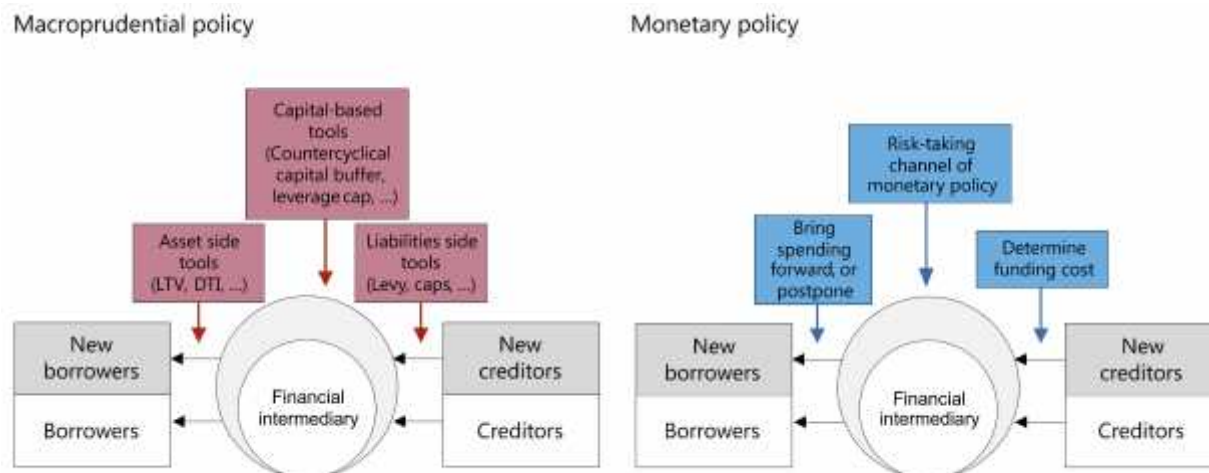 Macroprudential policy
Capital-based
tools
(Countercyclical
capital buffer,
leverage cap, ...)
Asset side
tools
(LTV, DTI, ...)
Liabilities side
tools
(Levy, caps, ...)
New
borrowers
Borrowers
Financial
intermediary
New
creditors
Creditors
Monetary policy
Risk-taking
channel of
monetary policy
Bring
spending
forward, or
postpone
Determine
funding cost
New
borrowers
Borrowers
Financial
intermediary
New
creditors
Creditors